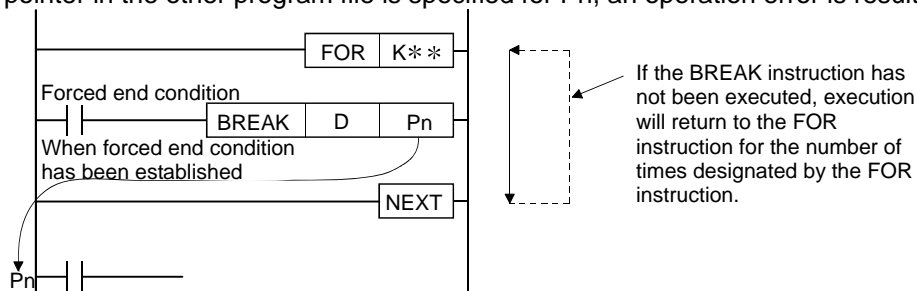 pointer in the other program file is specified for Pn, an operation error is result
FOR K**
Forced end condition
BREAK D Pn
When forced end condition
has been established
NEXT
Pn
If the BREAK instruction has
not been executed, execution
will return to the FOR
instruction for the number of
times designated by the FOR
instruction.